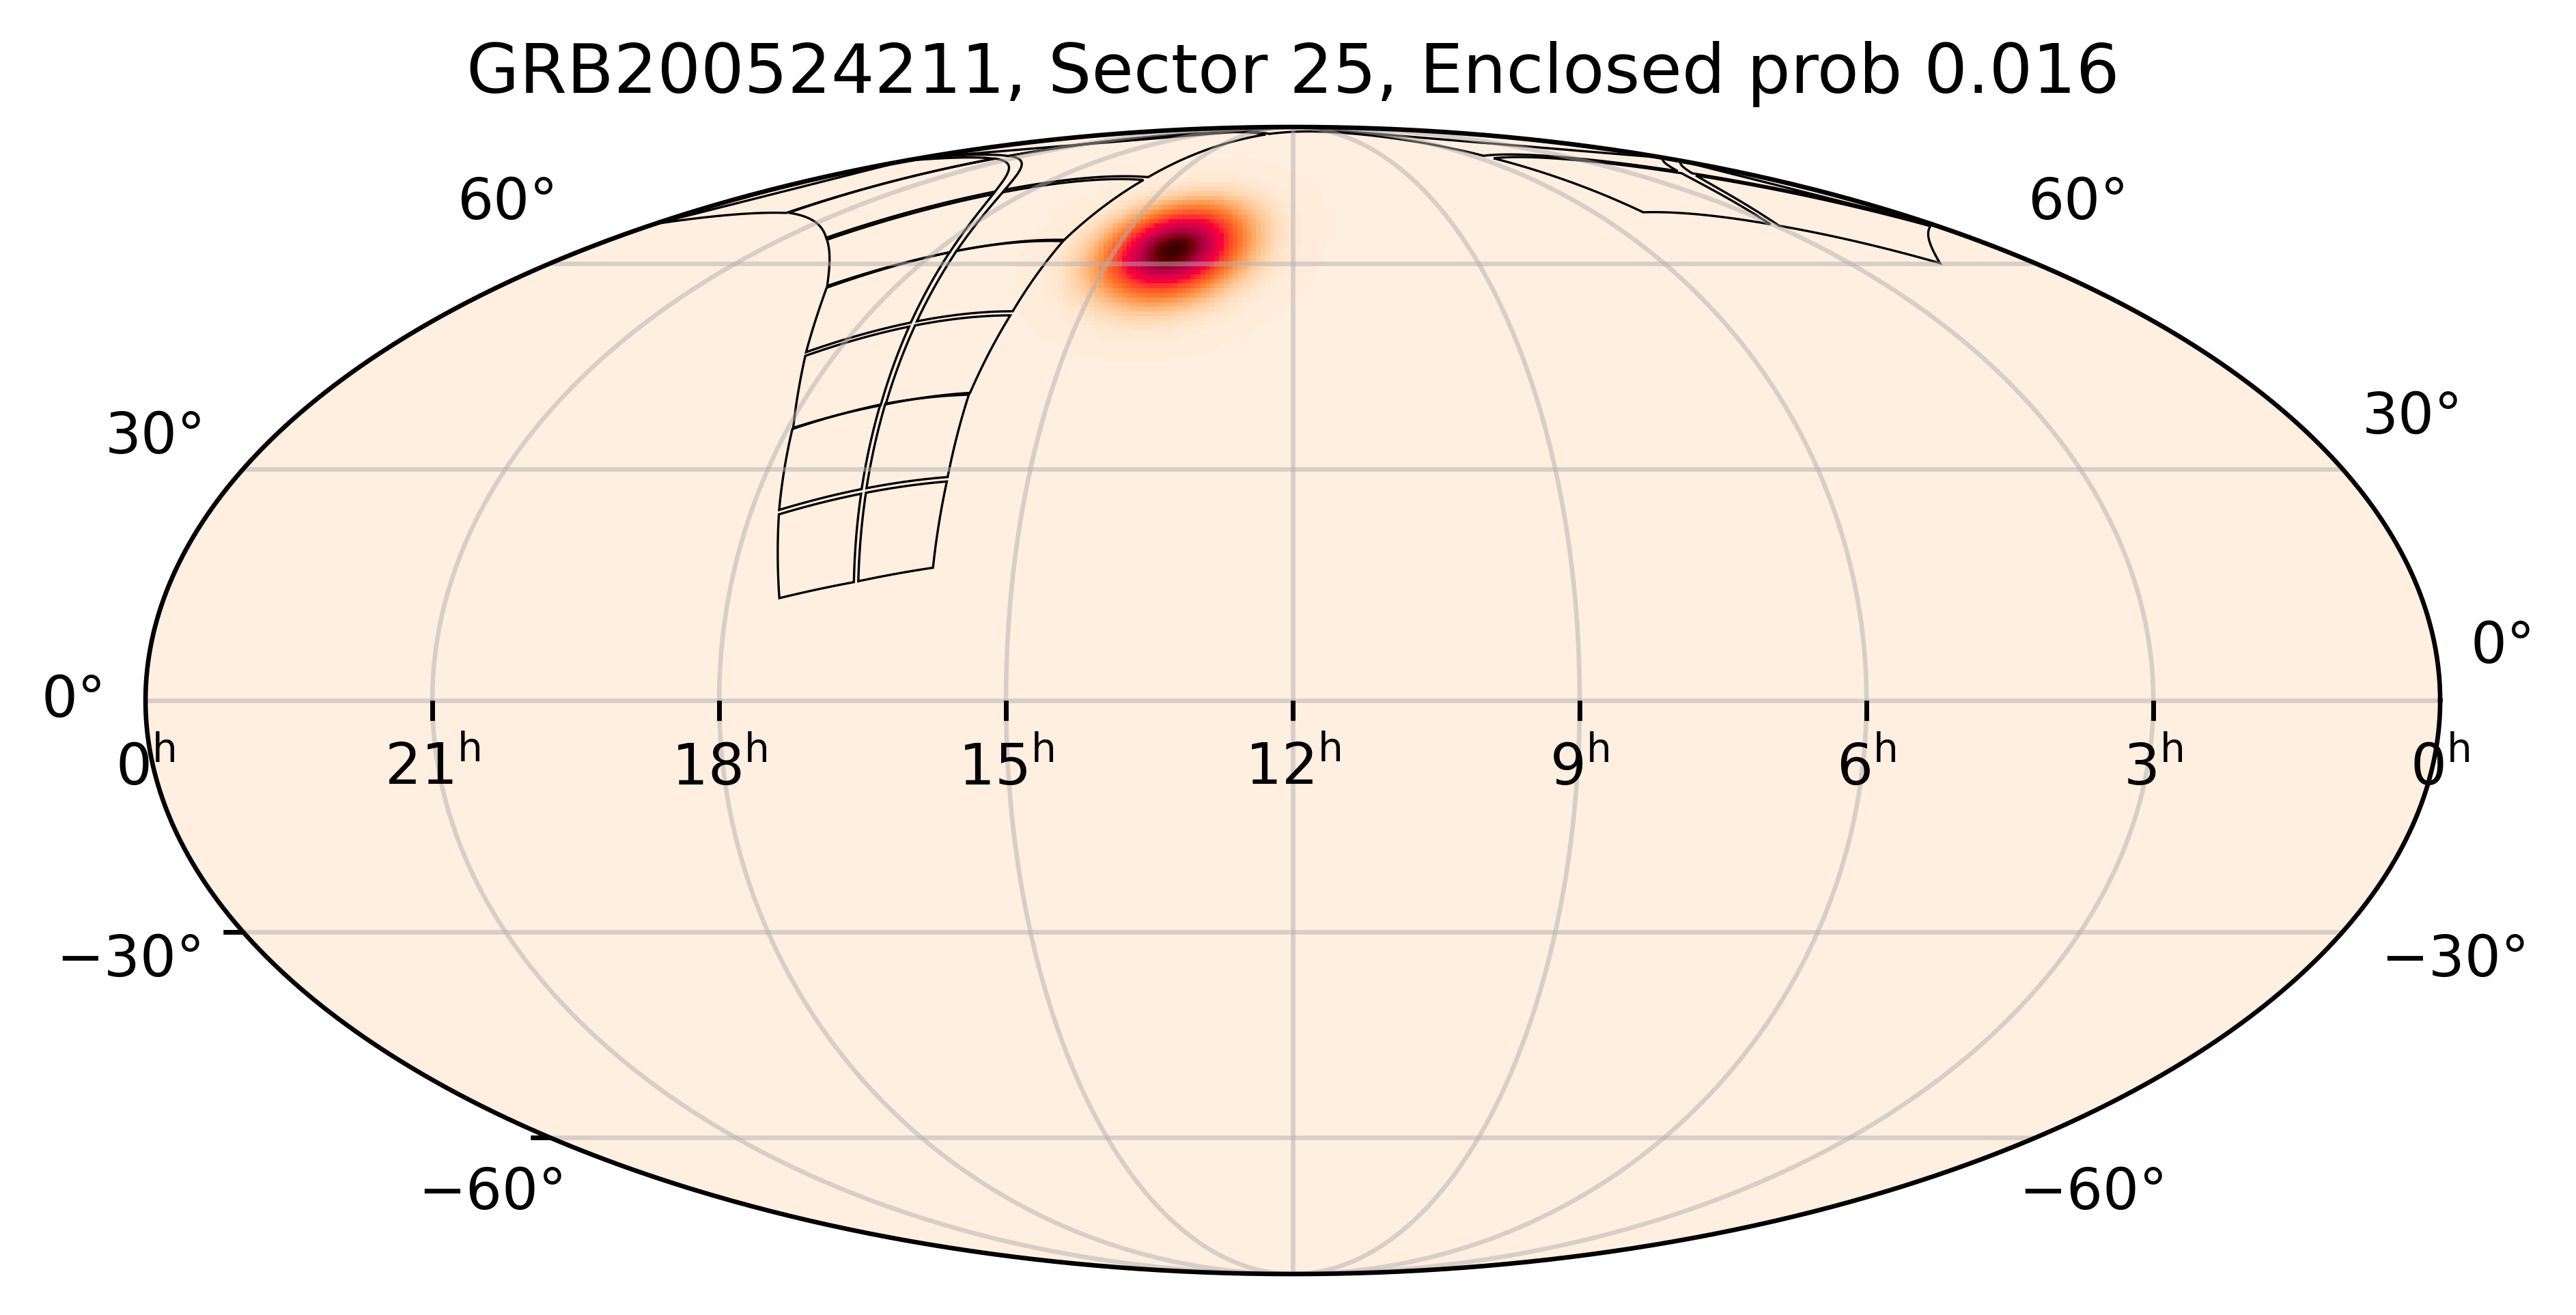 GRB200524211, Sector 25, Enclosed prob 0.016
60° 60°
30° 30°
0° 0°
0ʰ 21ʰ 18ʰ 15ʰ 12ʰ 9ʰ 6ʰ 3ʰ 0ʰ
−30° −30°
−60° −60°